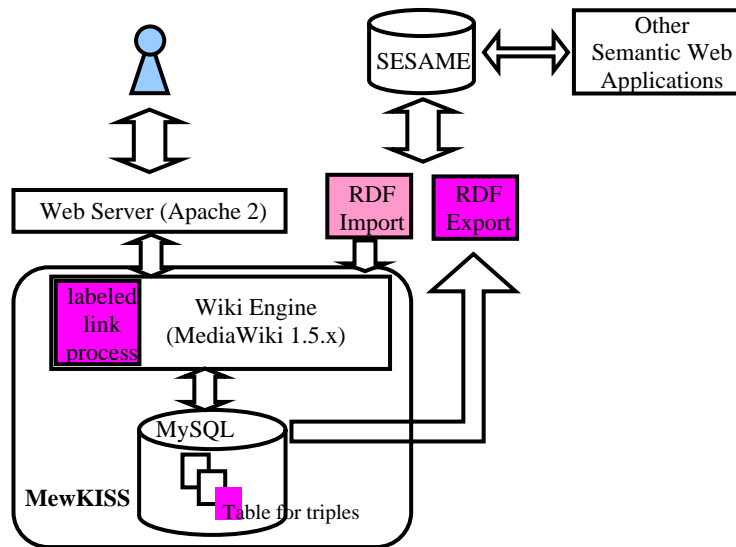 SESAME
Other
Semantic Web
Applications
Web Server (Apache 2)
RDF
Import
RDF
Export
labeled
link
process
Wiki Engine
(MediaWiki 1.5.x)
MySQL
MewKISS
Table for triples